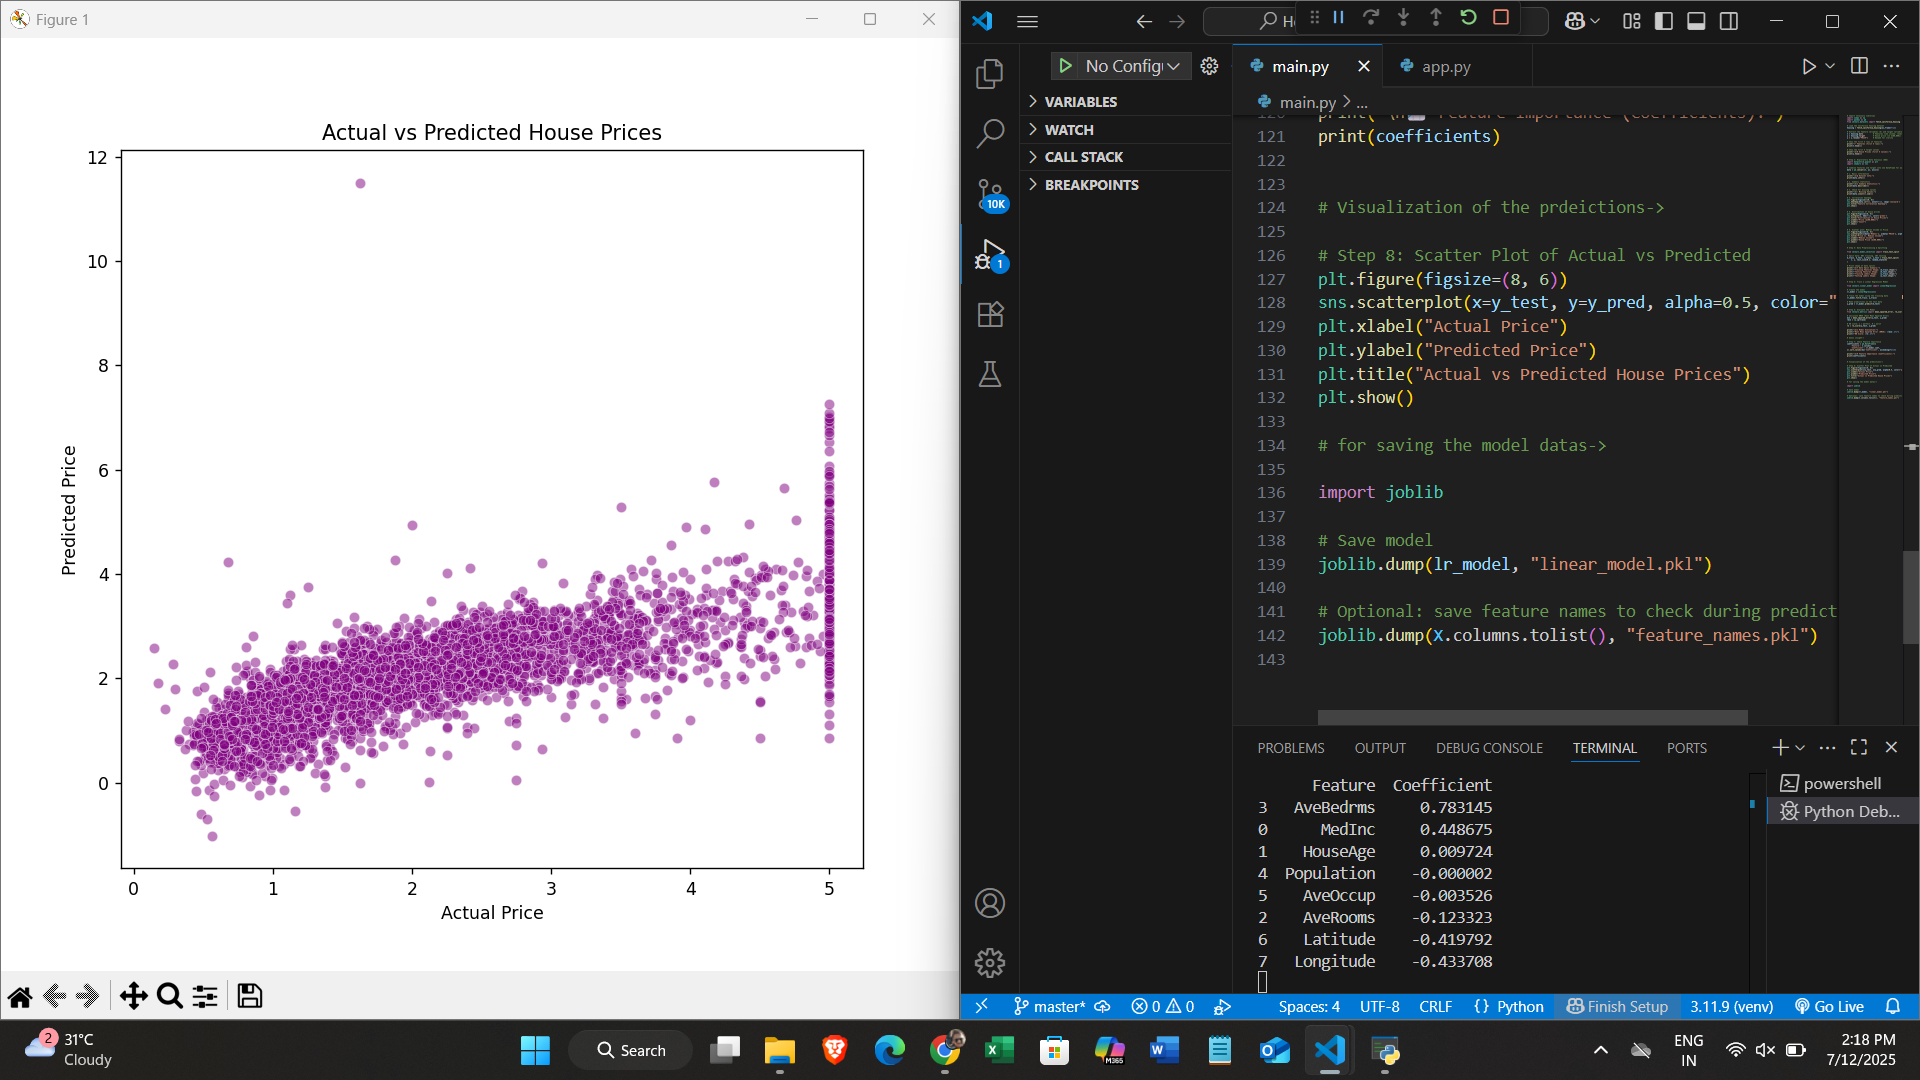 Figure 1
Actual vs Predicted House Prices
12
10
8
6
4
2
0
Predicted Price
0 1 2 3 4 5
Actual Price
No Config
VARIABLES
WATCH
CALL STACK
BREAKPOINTS
10K
1
main.py
app.py
main.py > ...
121 print(coefficients)
122
123
124 # Visualization of the prdeictions->
125
126 # Step 8: Scatter Plot of Actual vs Predicted
127 plt.figure(figsize=(8, 6))
128 sns.scatterplot(x=y_test, y=y_pred, alpha=0.5, color="
129 plt.xlabel("Actual Price")
130 plt.ylabel("Predicted Price")
131 plt.title("Actual vs Predicted House Prices")
132 plt.show()
133
134 # for saving the model datas->
135
136 import joblib
137
138 # Save model
139 joblib.dump(lr_model, "linear_model.pkl")
140
141 # Optional: save feature names to check during predict
142 joblib.dump(X.columns.tolist(), "feature_names.pkl")
143
PROBLEMS OUTPUT DEBUG CONSOLE TERMINAL PORTS
Feature Coefficient
3 AveBedrms 0.783145
0 MedInc 0.448675
1 HouseAge 0.009724
4 Population -0.000002
5 AveOccup -0.003526
2 AveRooms -0.123323
6 Latitude -0.419792
7 Longitude -0.433708
powershell
Python Deb...
master* 0 0 Spaces: 4 UTF-8 CRLF {} Python Finish Setup 3.11.9 (venv) Go Live
2
31°C
Cloudy
Search
M365
ENG
IN
2:18 PM
7/12/2025